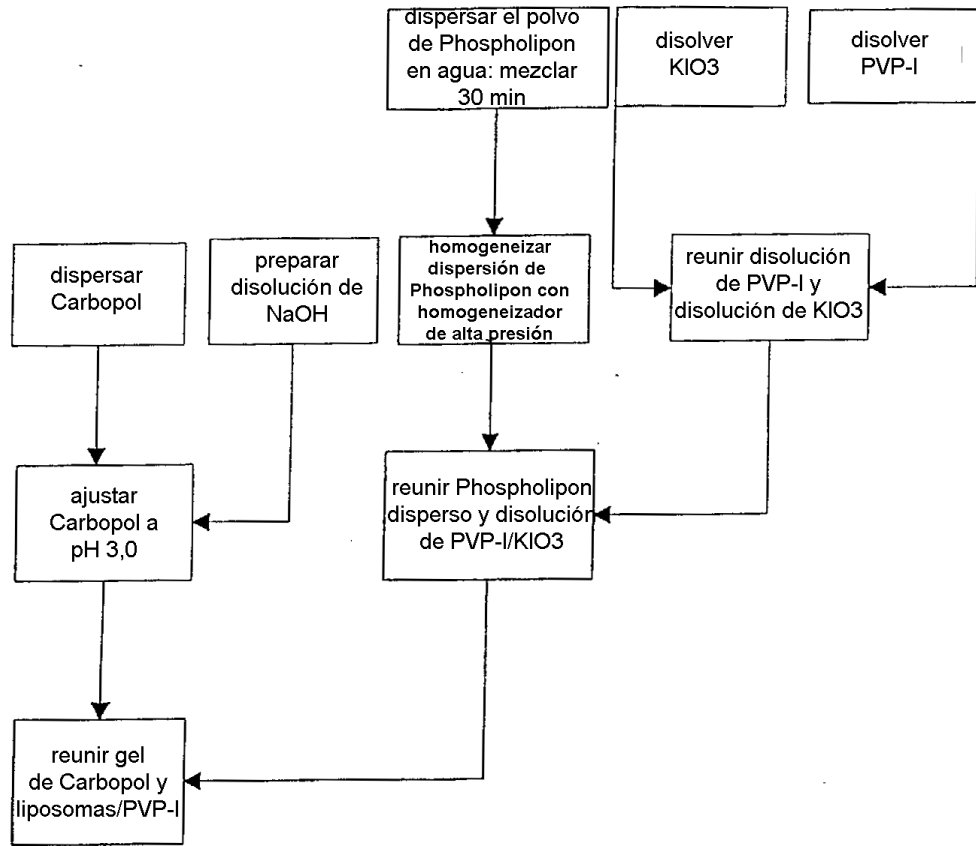 dispersar el polvo
de Phospholipon
en agua: mezclar
30 min
disolver
KIO3
disolver
PVP-I
dispersar
Carbopol
preparar
disolución de
NaOH
homogeneizar
dispersión de
Phospholipon con
homogeneizador
de alta presión
reunir disolución
de PVP-I y
disolución de KIO3
ajustar
Carbopol a
pH 3,0
reunir Phospholipon
disperso y disolución
de PVP-I/KIO3
reunir gel
de Carbopol y
liposomas/PVP-I